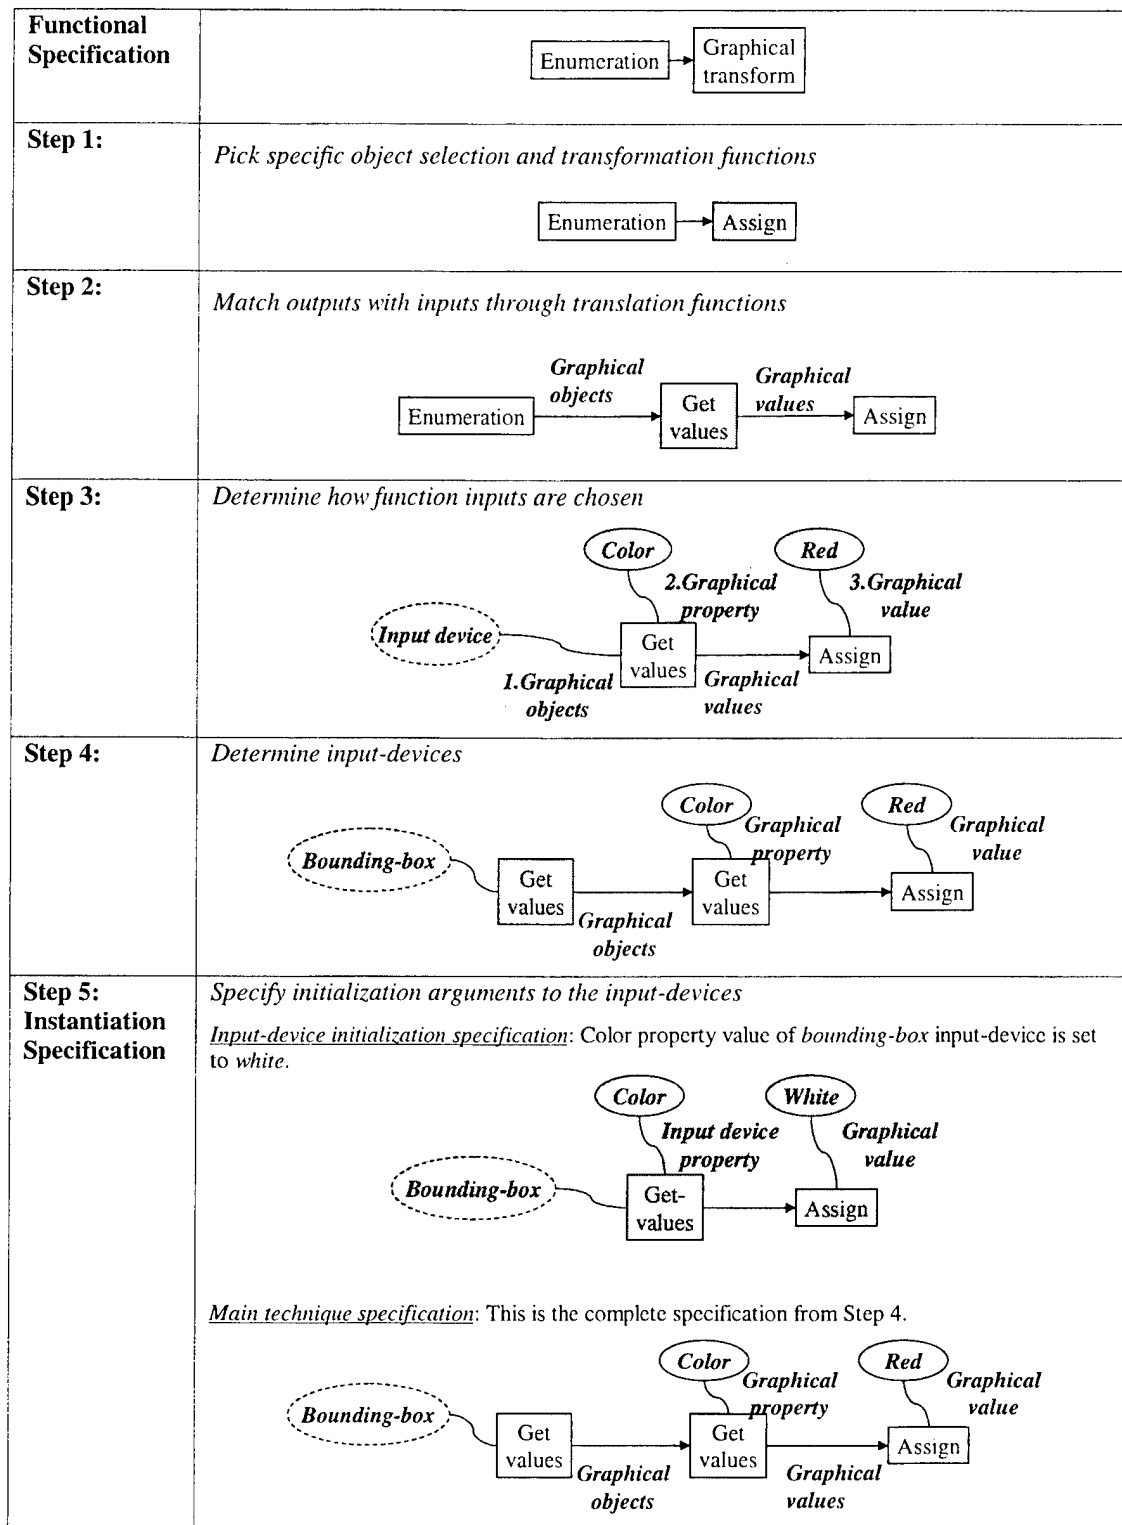 Functional
Specification
Enumeration
Graphical
transform
Step 1:
Pick specific object selection and transformation functions
Enumeration
Assign
Step 2:
Match outputs with inputs through translation functions
Graphical
objects
Graphical
values
Enumeration
Get
values
Assign
Step 3:
Determine how function inputs are chosen
Color
Red
2.Graphical
property
3.Graphical
value
Input device
Get
values
Assign
1.Graphical
objects
Graphical
values
Step 4:
Determine input-devices
Color
Red
Graphical
property
Graphical
value
Bounding-box
Get
values
Get
values
Assign
Graphical
objects
Step 5:
Instantiation
Specification
Specify initialization arguments to the input-devices
Input-device initialization specification: Color property value of bounding-box input-device is set
to white.
Color
White
Input device
property
Graphical
value
Bounding-box
Get-
values
Assign
Main technique specification: This is the complete specification from Step 4.
Color
Red
Graphical
property
Graphical
value
Bounding-box
Get
values
Get
values
Assign
Graphical
objects
Graphical
values